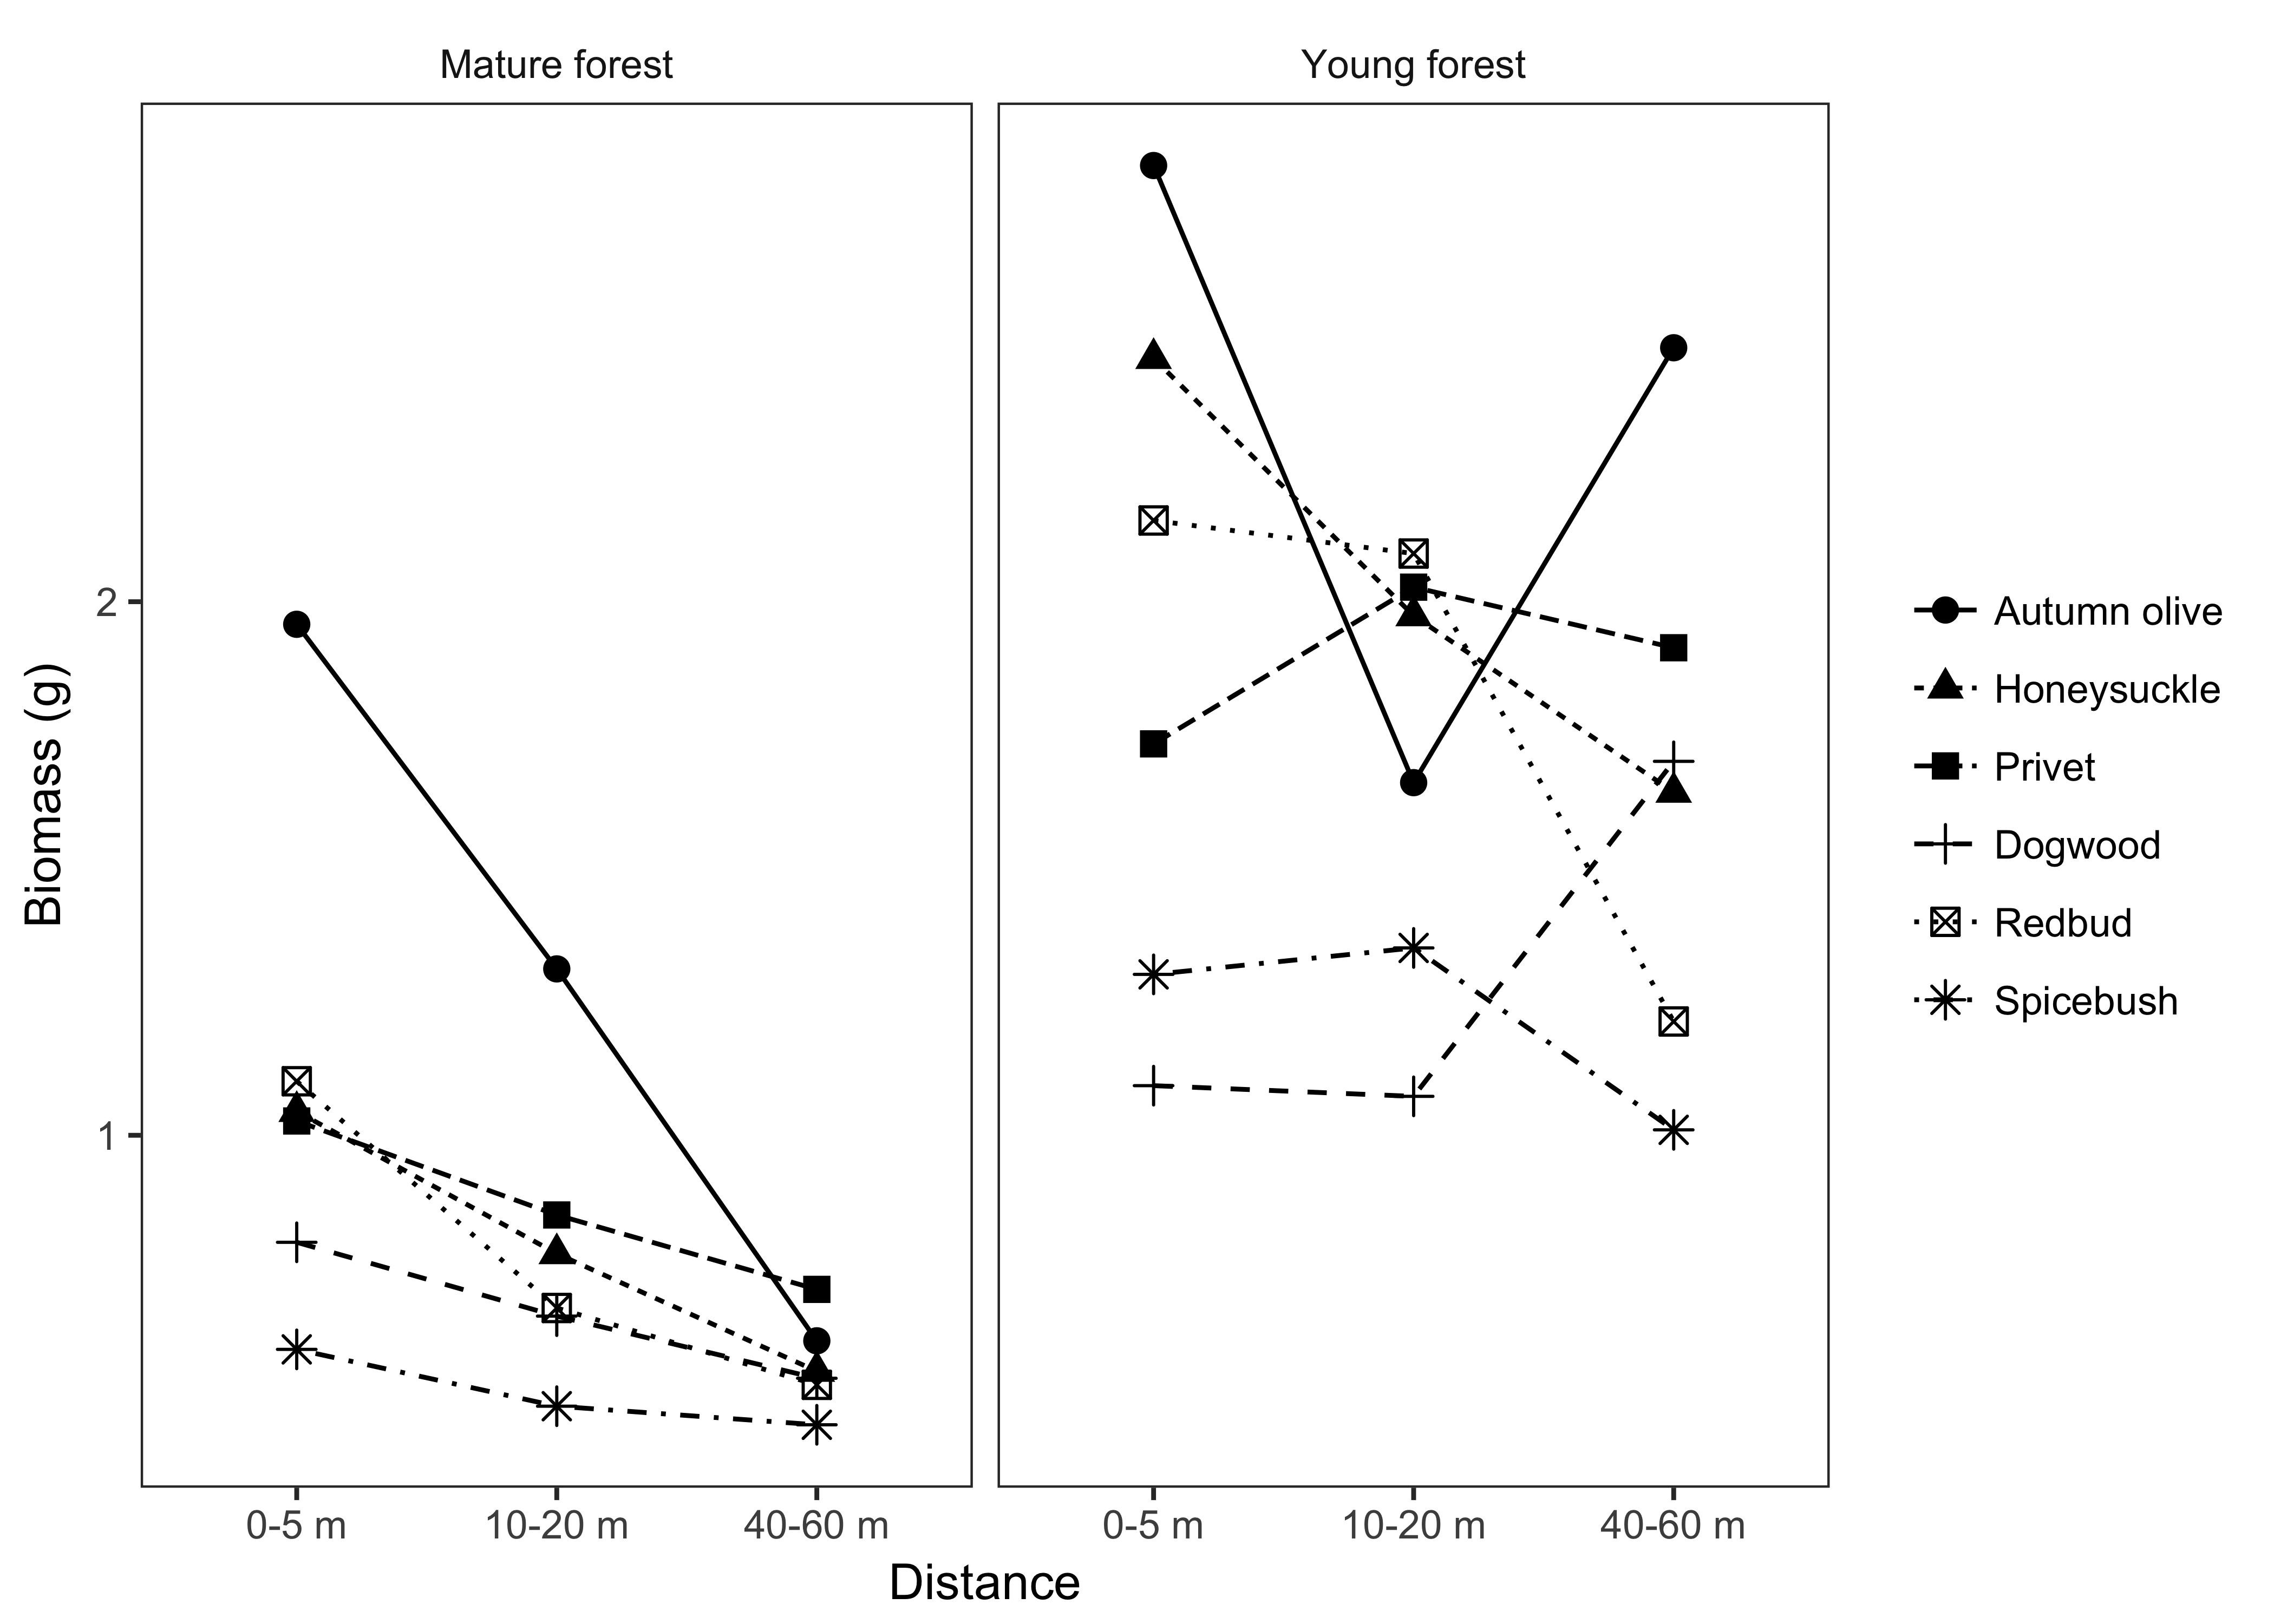 Mature forest
Young forest
Biomass (g)
2
1
0-5 m
10-20 m
40-60 m
0-5 m
10-20 m
40-60 m
Distance
Autumn olive
Honeysuckle
Privet
Dogwood
Redbud
Spicebush